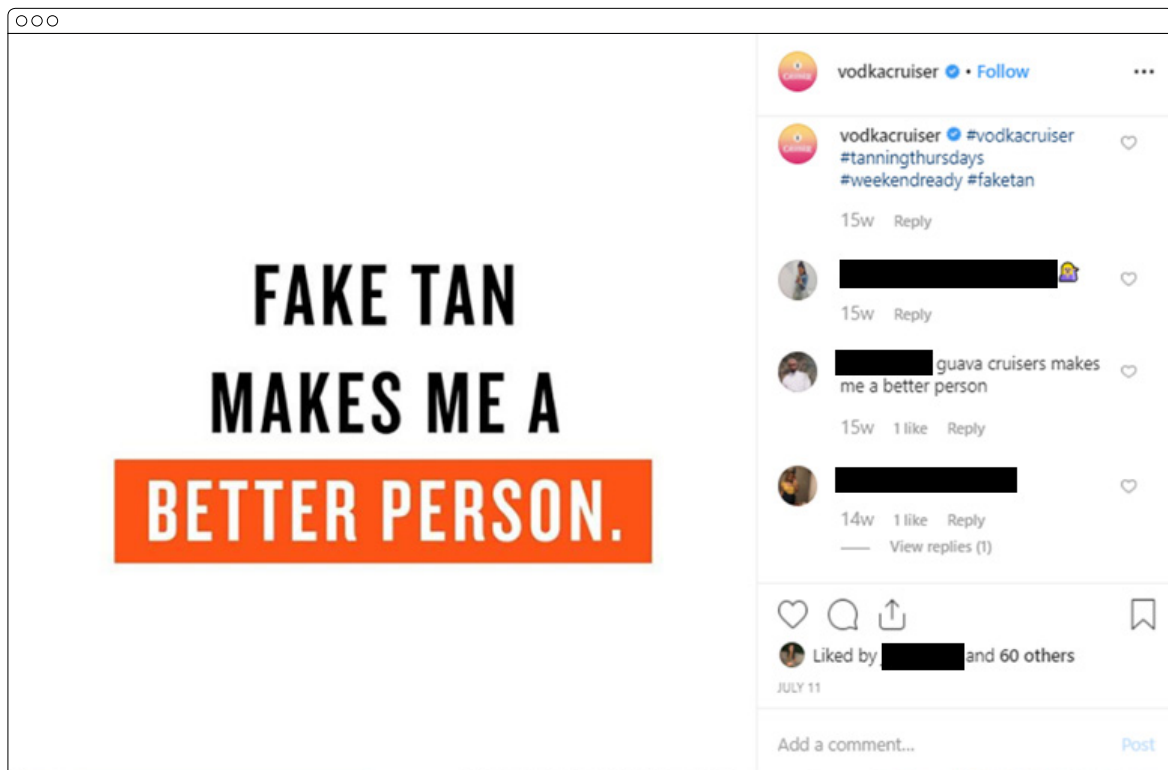 FAKE TAN
MAKES ME A
BETTER PERSON.
vodkacruiser • Follow
vodkacruiser #vodkacruiser
#tanningthursdays
#weekendready #faketan
15w Reply
15w Reply
guava cruisers makes
me a better person
15w 1 like Reply
14w 1 like Reply
View replies (1)
Liked by and 60 others
JULY 11
Add a comment... Post